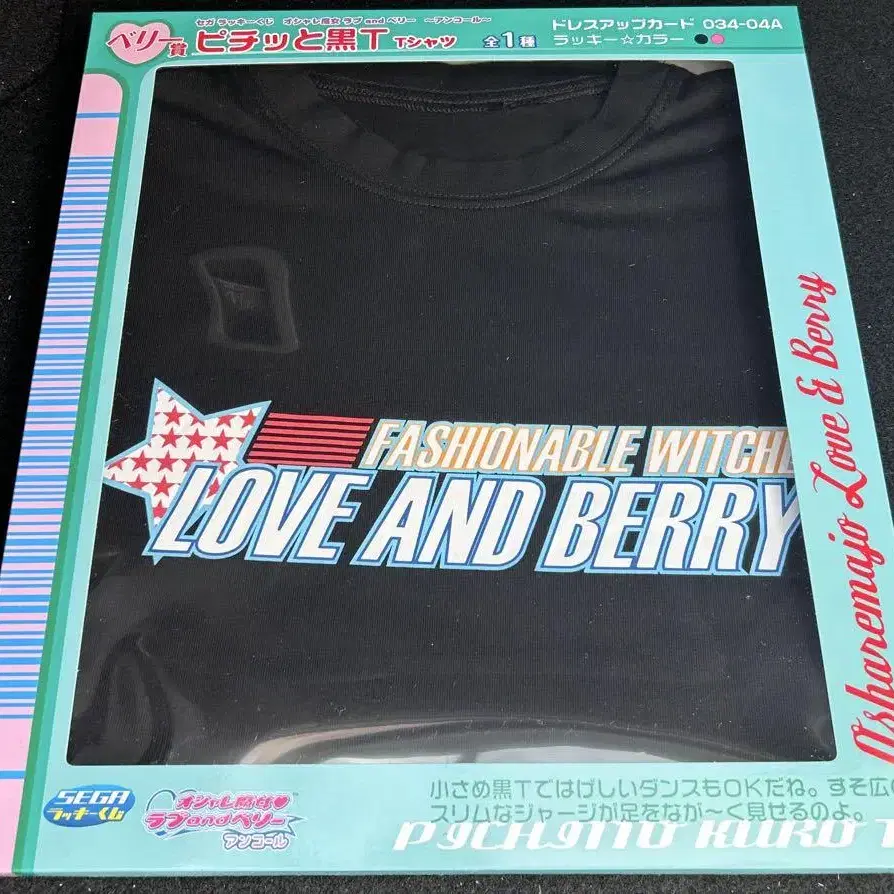 セガ ラッキーくじ オシャレ魔女 ラブ and ベリー ～アンコール～
ベリー賞 ピチッと黒T Tシャツ 全1種
ドレスアップカード 034-04A
ラッキー☆カラー
FASHIONABLE WITCHE
LOVE AND BERRY
Osharemajo Love & Berry
小さめ黒TではげしいダンスもOKだね。すそ広の
スリムなジャージが足をなが～く見せるのよ。
PICHITTO KURO T
SEGA
ラッキーくじ
オシャレ魔女♥
ラブandベリー
アンコール